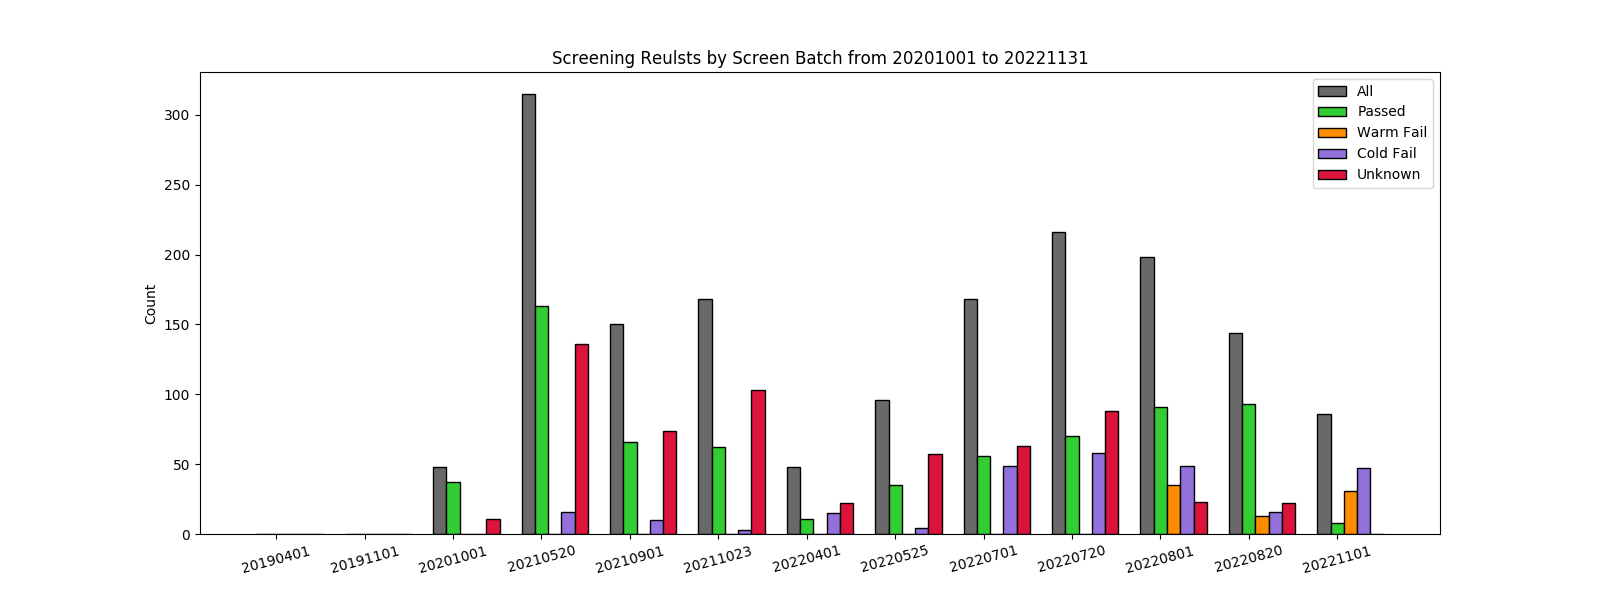 Screening Reulsts by Screen Batch from 20201001 to 20221131
All
Passed
Warm Fail
Cold Fail
Unknown
Count
300
250
200
150
100
50
0
20190401
20191101
20201001
20210520
20210901
20211023
20220401
20220525
20220701
20220720
20220801
20220820
20221101